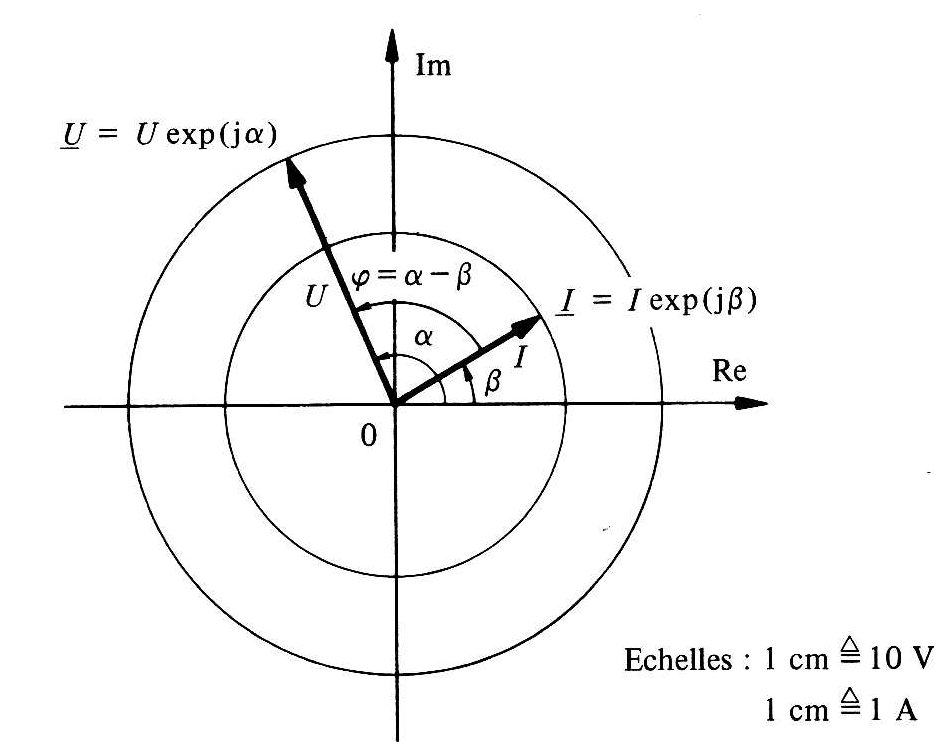 Im
U = U exp(jα)
φ = α − β
U
I = I exp(jβ)
α
I
Re
β
0
Echelles : 1 cm ≙ 10 V
1 cm ≙ 1 A